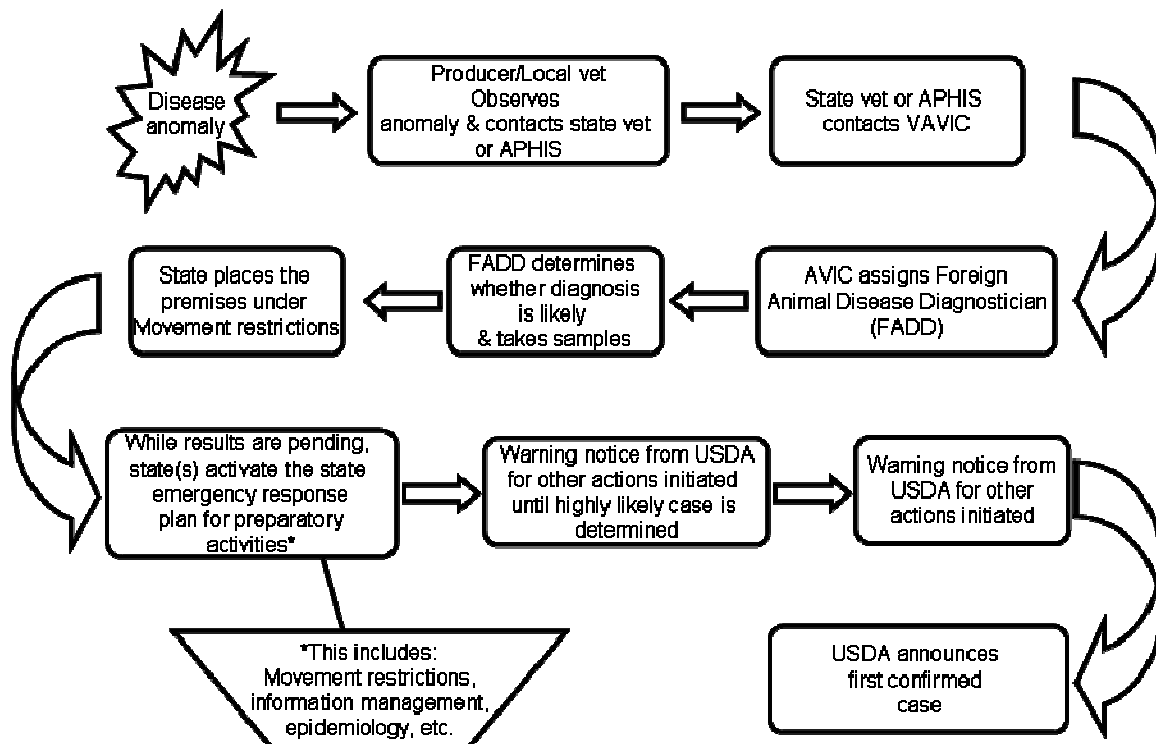 Disease
anomaly
Producer/Local vet
Observes
anomaly & contacts state vet
or APHIS
State vet or APHIS
contacts VAVIC
AVIC assigns Foreign
Animal Disease Diagnostician
(FADD)
FADD determines
whether diagnosis
is likely
& takes samples
State places the
premises under
Movement restrictions
While results are pending,
state(s) activate the state
emergency response
plan for preparatory
activities*
Warning notice from USDA
for other actions initiated
until highly likely case is
determined
Warning notice from
USDA for other
actions initiated
*This includes:
Movement restrictions,
information management,
epidemiology, etc.
USDA announces
first confirmed
case